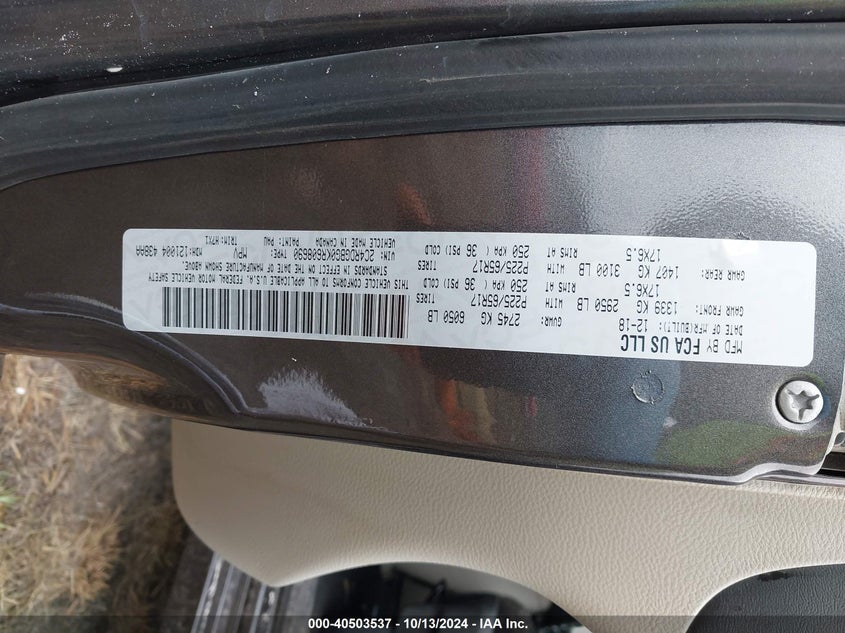 MFD BY FCA US LLC
DATE OF MFR(BUILT): 12-18
GVWR: 2745 KG 6050 LB
GAWR FRONT: 1339 KG 2950 LB WITH P225/65R17 TIRES
17X6.5 RIMS AT 250 KPA ( 36 PSI) COLD
GAWR REAR: 1407 KG 3100 LB WITH P225/65R17 TIRES
17X6.5 RIMS AT 250 KPA ( 36 PSI) COLD
THIS VEHICLE CONFORMS TO ALL APPLICABLE U.S.A. FEDERAL MOTOR VEHICLE SAFETY
STANDARDS IN EFFECT ON THE DATE OF MANUFACTURE SHOWN ABOVE.
VIN: 2C4RDGBG0KR698690 TYPE: MPV MDH:121004 438AA
VEHICLE MADE IN CANADA PAINT: PAU TRIM:H7X1
000-40503537 - 10/13/2024 - IAA Inc.